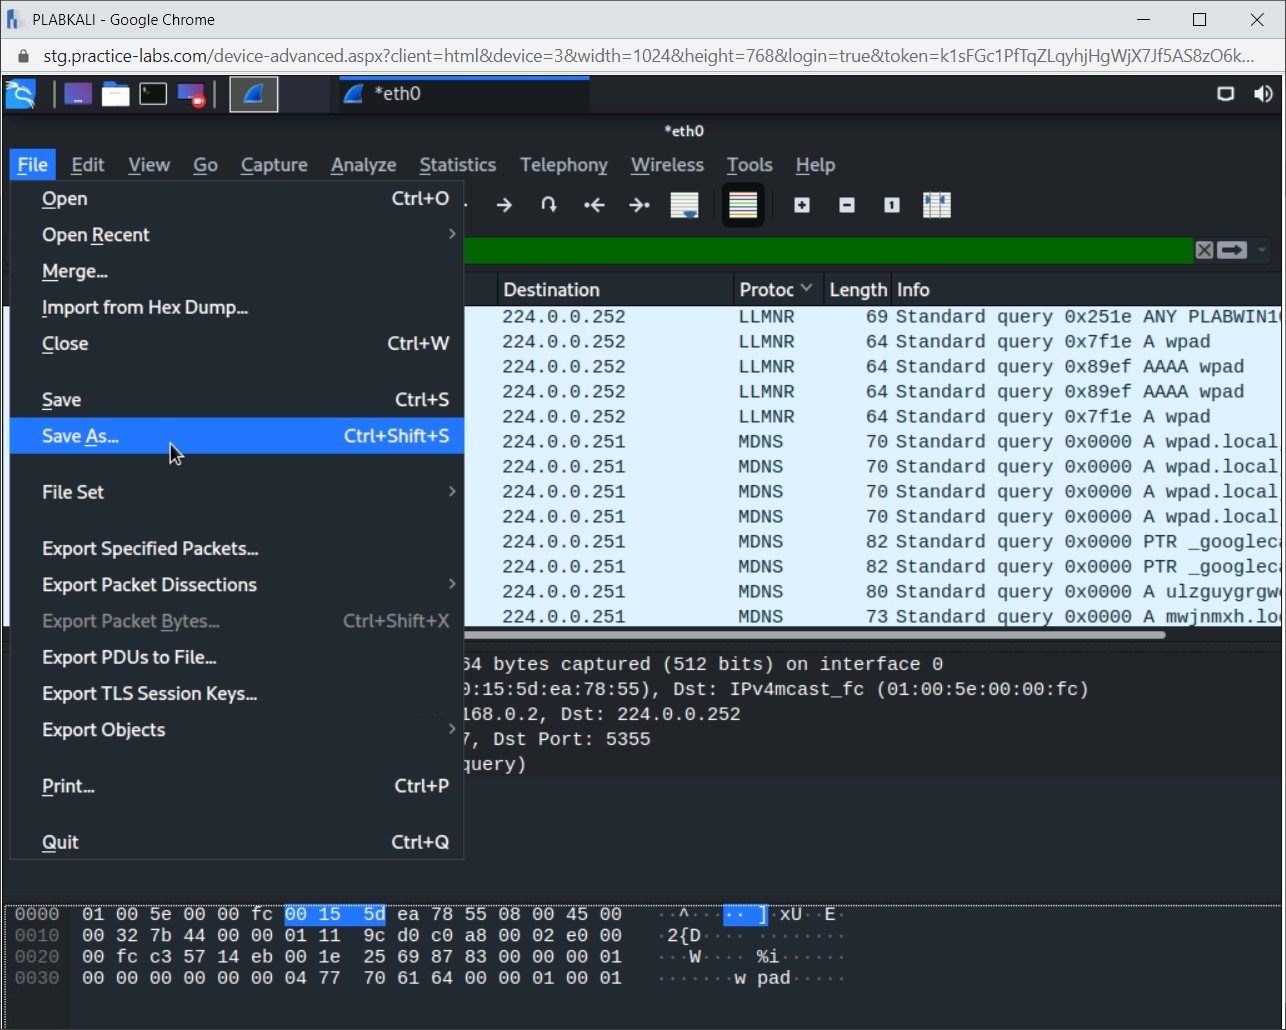 PLABKALI - Google Chrome
stg.practice-labs.com/device-advanced.aspx?client=html&device=3&width=1024&height=768&login=true&token=k1sFGc1PfTqZLqyhjHgWjX7Jf5AS8zO6k...
*eth0
*eth0
File Edit View Go Capture Analyze Statistics Telephony Wireless Tools Help
Open Ctrl+O
Open Recent
Merge...
Import from Hex Dump...
Close Ctrl+W
Save Ctrl+S
Save As... Ctrl+Shift+S
File Set
Export Specified Packets...
Export Packet Dissections
Export Packet Bytes... Ctrl+Shift+X
Export PDUs to File...
Export TLS Session Keys...
Export Objects
Print... Ctrl+P
Quit Ctrl+Q
Destination Protoc Length Info
224.0.0.252 LLMNR 69 Standard query 0x251e ANY PLABWIN1
224.0.0.252 LLMNR 64 Standard query 0x7f1e A wpad
224.0.0.252 LLMNR 64 Standard query 0x89ef AAAA wpad
224.0.0.252 LLMNR 64 Standard query 0x89ef AAAA wpad
224.0.0.252 LLMNR 64 Standard query 0x7f1e A wpad
224.0.0.251 MDNS 70 Standard query 0x0000 A wpad.local
224.0.0.251 MDNS 70 Standard query 0x0000 A wpad.local
224.0.0.251 MDNS 70 Standard query 0x0000 A wpad.local
224.0.0.251 MDNS 70 Standard query 0x0000 A wpad.local
224.0.0.251 MDNS 82 Standard query 0x0000 PTR _googleca
224.0.0.251 MDNS 82 Standard query 0x0000 PTR _googleca
224.0.0.251 MDNS 80 Standard query 0x0000 A ulzguygrgw
224.0.0.251 MDNS 73 Standard query 0x0000 A mwjnmxh.lo
64 bytes captured (512 bits) on interface 0
0:15:5d:ea:78:55), Dst: IPv4mcast_fc (01:00:5e:00:00:fc)
168.0.2, Dst: 224.0.0.252
7, Dst Port: 5355
query)
0000 01 00 5e 00 00 fc 00 15 5d ea 78 55 08 00 45 00 ··^··· ·· ]·xU··E·
0010 00 32 7b 44 00 00 01 11 9c d0 c0 a8 00 02 e0 00 ·2{D···· ········
0020 00 fc c3 57 14 eb 00 1e 25 69 87 83 00 00 00 01 ···W···· %i······
0030 00 00 00 00 00 00 04 77 70 61 64 00 00 01 00 01 ·······w pad·····